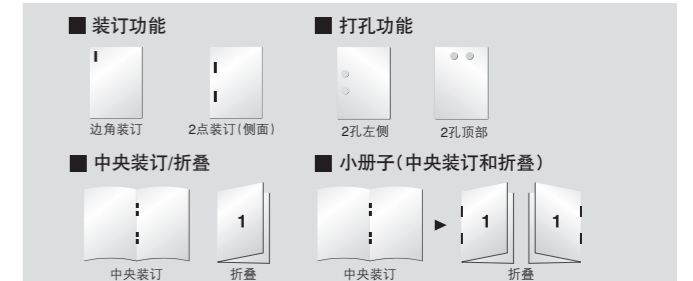 ■ 装订功能
边角装订
2点装订(侧面)
■ 打孔功能
2孔左侧
2孔顶部
■ 中央装订/折叠
1
中央装订
折叠
■ 小册子(中央装订和折叠)
1
1
中央装订
折叠